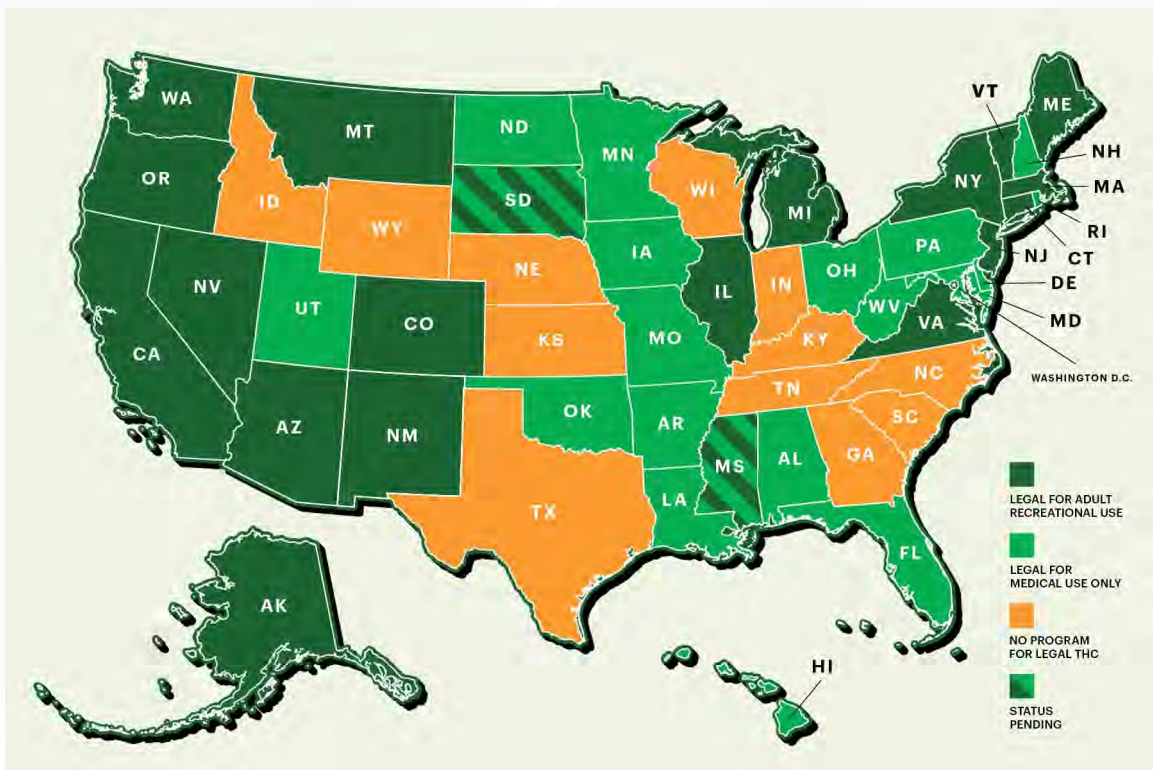 WA
MT
ND
MN
VT
ME
OR
ID
SD
WI
NH
NY
MA
WY
MI
RI
NV
NE
IA
PA
NJ
CT
UT
CO
IL
IN
OH
DE
CA
KS
MO
WV
VA
MD
KY
WASHINGTON D.C.
AZ
NM
OK
AR
TN
NC
SC
TX
LA
MS
AL
GA
FL
AK
HI
LEGAL FOR ADULT
RECREATIONAL USE
LEGAL FOR
MEDICAL USE ONLY
NO PROGRAM
FOR LEGAL THC
STATUS
PENDING